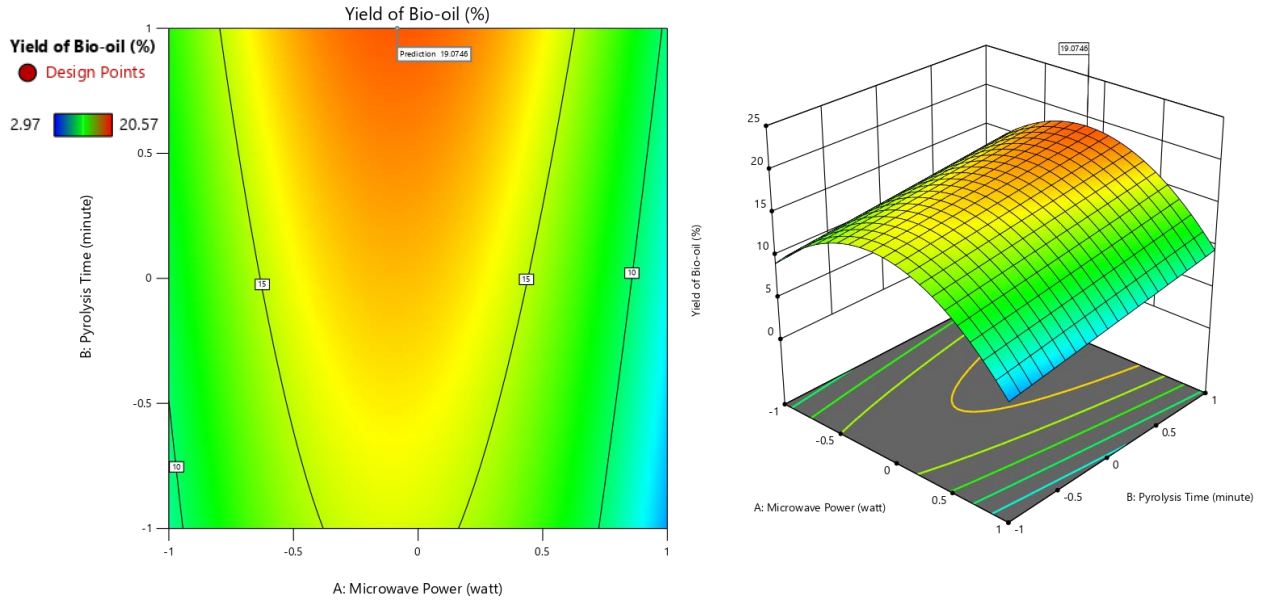 Yield of Bio-oil (%)
Yield of Bio-oil (%)
Design Points
2.97 20.57
Prediction 19.0746
1
0.5
0
-0.5
-1
15
15
10
10
-1 -0.5 0 0.5 1
B: Pyrolysis Time (minute)
A: Microwave Power (watt)
19.0746
25
20
15
10
5
0
Yield of Bio-oil (%)
-1
-0.5
0
0.5
1
A: Microwave Power (watt)
1
0.5
0
-0.5
-1
B: Pyrolysis Time (minute)